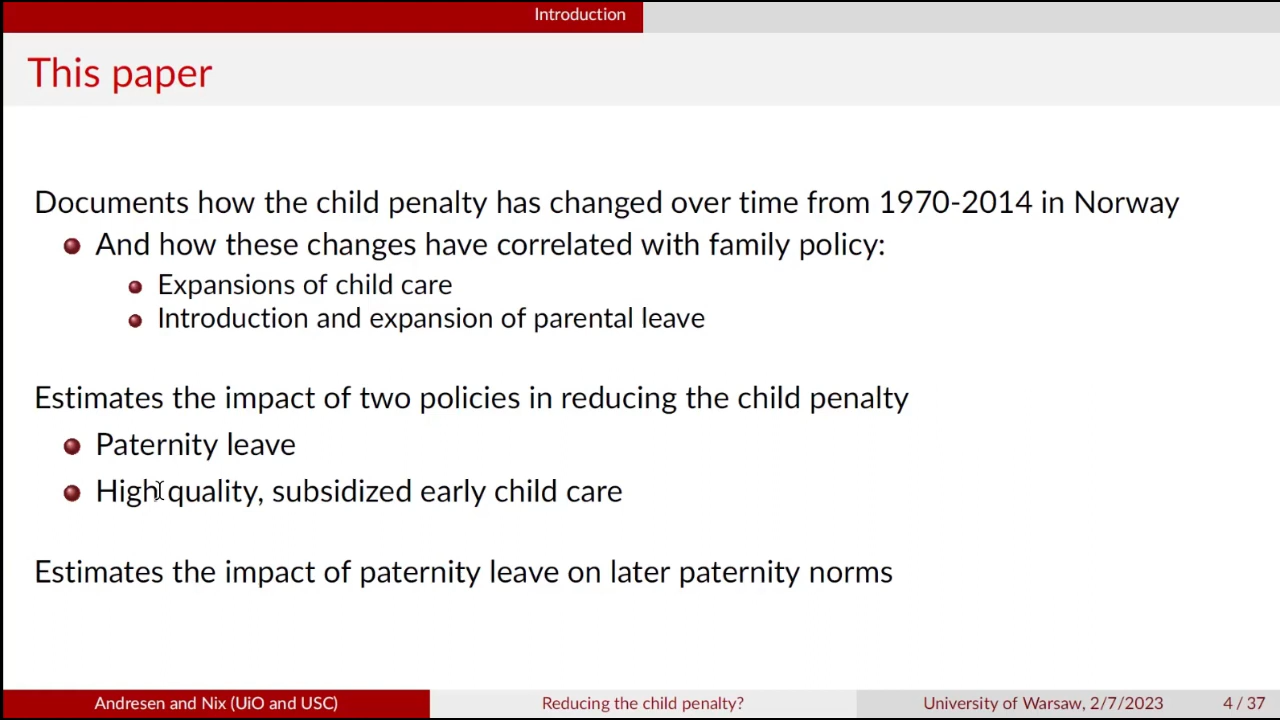 Introduction
This paper
Documents how the child penalty has changed over time from 1970-2014 in Norway
And how these changes have correlated with family policy:
Expansions of child care
Introduction and expansion of parental leave
Estimates the impact of two policies in reducing the child penalty
Paternity leave
High quality, subsidized early child care
Estimates the impact of paternity leave on later paternity norms
Andresen and Nix (UiO and USC)
Reducing the child penalty?
University of Warsaw, 2/7/2023
4 / 37